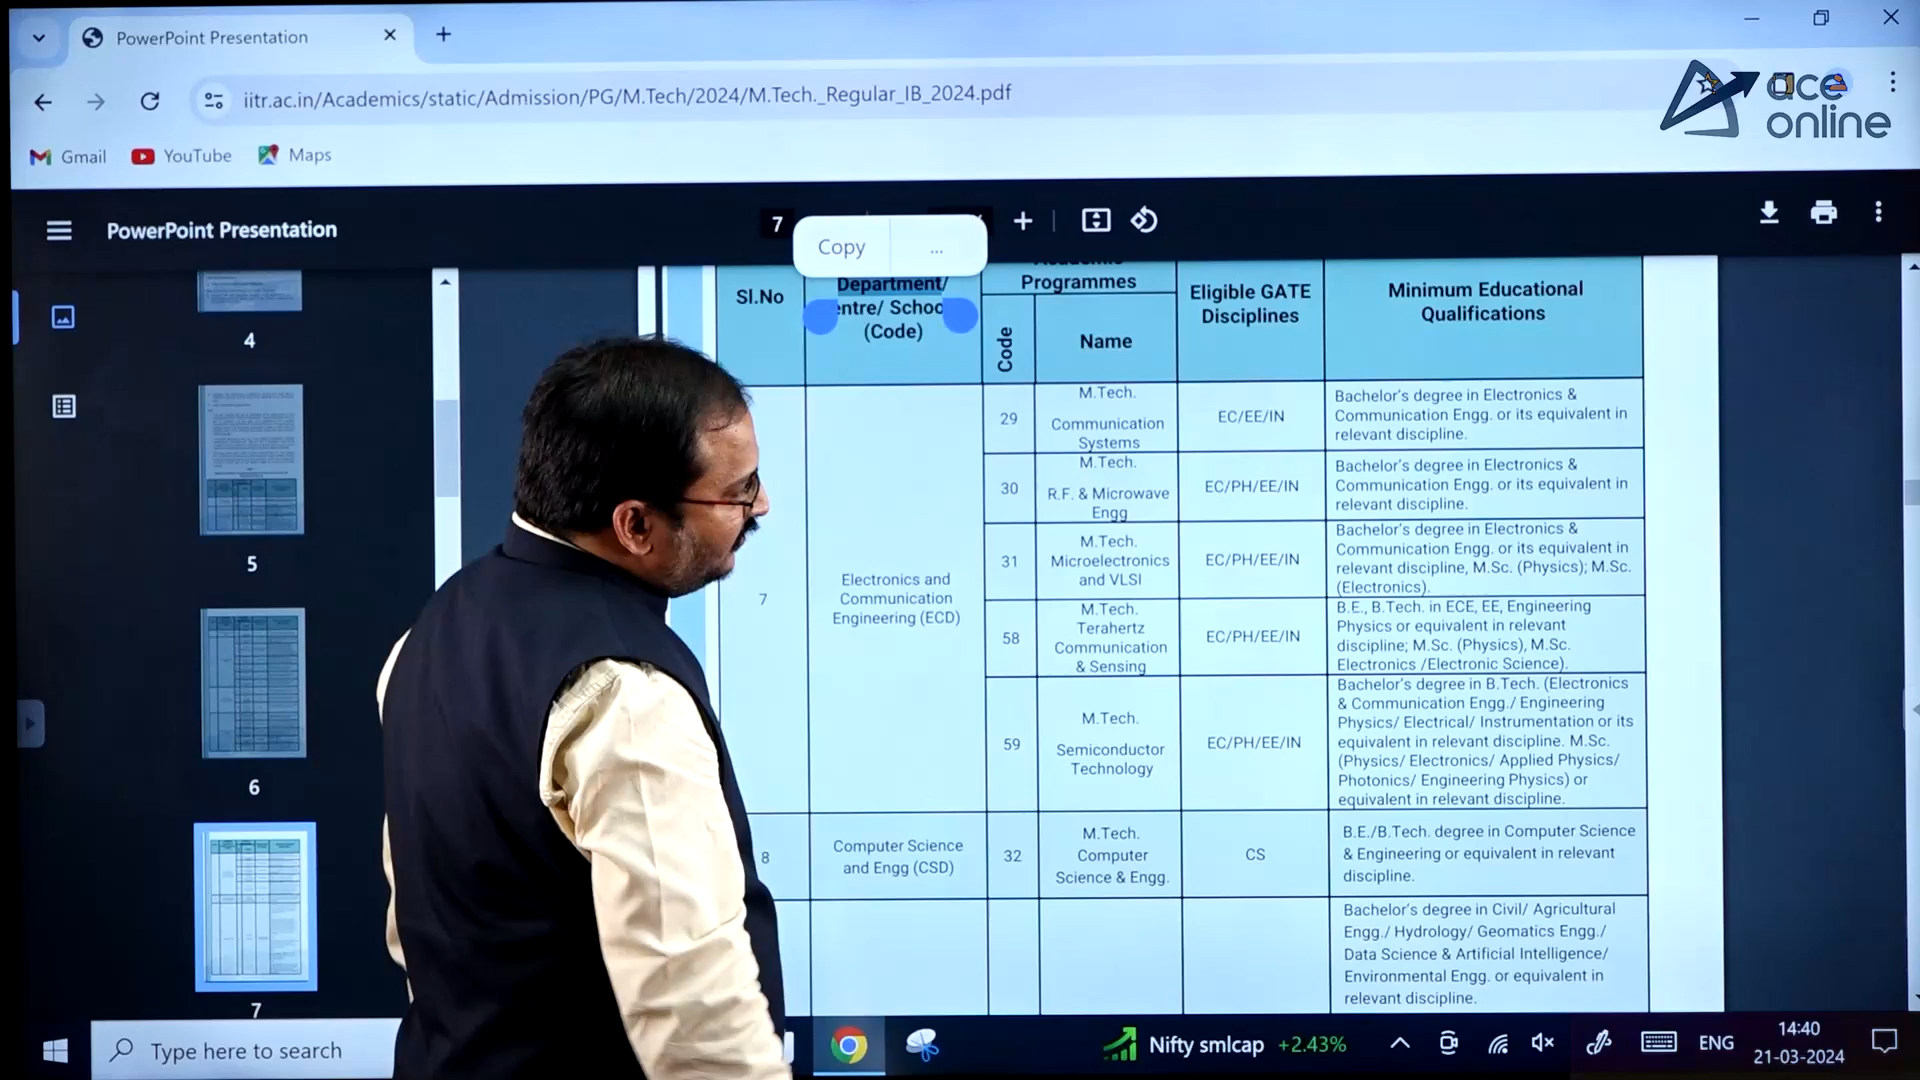 PowerPoint Presentation
iitr.ac.in/Academics/static/Admission/PG/M.Tech/2024/M.Tech._Regular_IB_2024.pdf
ace
online
Gmail
YouTube
Maps
PowerPoint Presentation
7
Copy
...
4
5
6
7
Sl.No
Department/
entre/ Schoo
(Code)
Programmes
Code
Name
Eligible GATE
Disciplines
Minimum Educational
Qualifications
7
Electronics and
Communication
Engineering (ECD)
29
M.Tech.
Communication
Systems
EC/EE/IN
Bachelor's degree in Electronics &
Communication Engg. or its equivalent in
relevant discipline.
30
M.Tech.
R.F. & Microwave
Engg
EC/PH/EE/IN
Bachelor's degree in Electronics &
Communication Engg. or its equivalent in
relevant discipline.
31
M.Tech.
Microelectronics
and VLSI
EC/PH/EE/IN
Bachelor's degree in Electronics &
Communication Engg. or its equivalent in
relevant discipline, M.Sc. (Physics); M.Sc.
(Electronics).
58
M.Tech.
Terahertz
Communication
& Sensing
EC/PH/EE/IN
B.E., B.Tech. in ECE, EE, Engineering
Physics or equivalent in relevant
discipline; M.Sc. (Physics), M.Sc.
Electronics /Electronic Science).
59
M.Tech.
Semiconductor
Technology
EC/PH/EE/IN
Bachelor's degree in B.Tech. (Electronics
& Communication Engg./ Engineering
Physics/ Electrical/ Instrumentation or its
equivalent in relevant discipline. M.Sc.
(Physics/ Electronics/ Applied Physics/
Photonics/ Engineering Physics) or
equivalent in relevant discipline.
8
Computer Science
and Engg (CSD)
32
M.Tech.
Computer
Science & Engg.
CS
B.E./B.Tech. degree in Computer Science
& Engineering or equivalent in relevant
discipline.
Bachelor's degree in Civil/ Agricultural
Engg./ Hydrology/ Geomatics Engg./
Data Science & Artificial Intelligence/
Environmental Engg. or equivalent in
relevant discipline.
Type here to search
Nifty smlcap +2.43%
ENG
14:40
21-03-2024